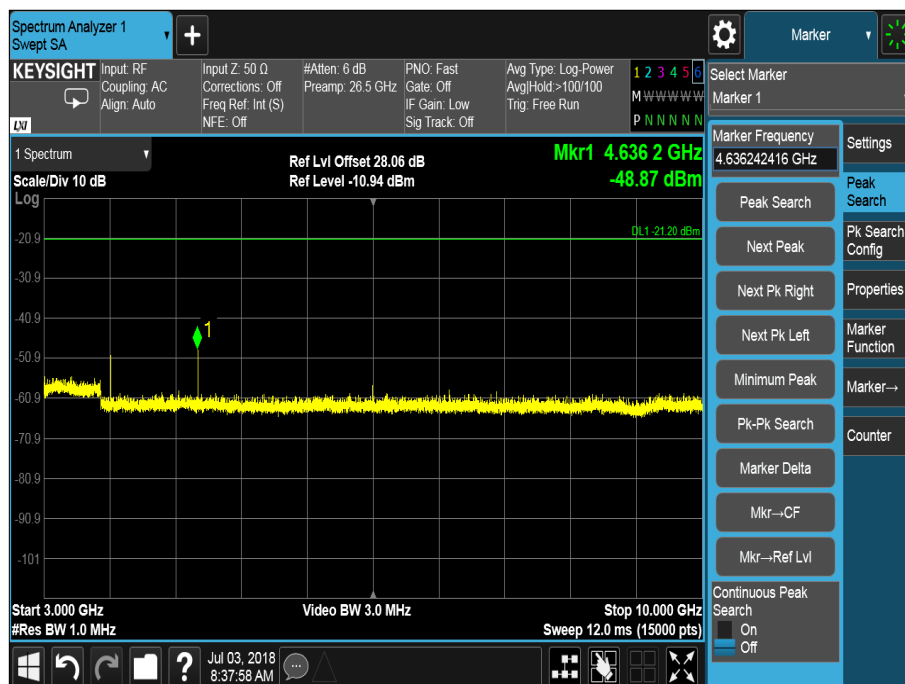 Spectrum Analyzer 1
Swept SA
Marker
KEYSIGHT
LXI
Input: RF
Coupling: AC
Align: Auto
Input Z: 50 Ω
Corrections: Off
Freq Ref: Int (S)
NFE: Off
#Atten: 6 dB
Preamp: 26.5 GHz
PNO: Fast
Gate: Off
IF Gain: Low
Sig Track: Off
Avg Type: Log-Power
Avg|Hold:>100/100
Trig: Free Run
1 2 3 4 5 6
M W W W W W
P N N N N N
Select Marker
Marker 1
1 Spectrum
Scale/Div 10 dB
Log
Ref Lvl Offset 28.06 dB
Ref Level -10.94 dBm
Mkr1 4.636 2 GHz
-48.87 dBm
DL1 -21.20 dBm
-20.9
-30.9
-40.9
-50.9
-60.9
-70.9
-80.9
-90.9
-101
1
Start 3.000 GHz
#Res BW 1.0 MHz
Video BW 3.0 MHz
Stop 10.000 GHz
Sweep 12.0 ms (15000 pts)
Marker Frequency
4.636242416 GHz
Peak Search
Next Peak
Next Pk Right
Next Pk Left
Minimum Peak
Pk-Pk Search
Marker Delta
Mkr→CF
Mkr→Ref Lvl
Continuous Peak
Search
On
Off
Settings
Peak
Search
Pk Search
Config
Properties
Marker
Function
Marker→
Counter
?
Jul 03, 2018
8:37:58 AM